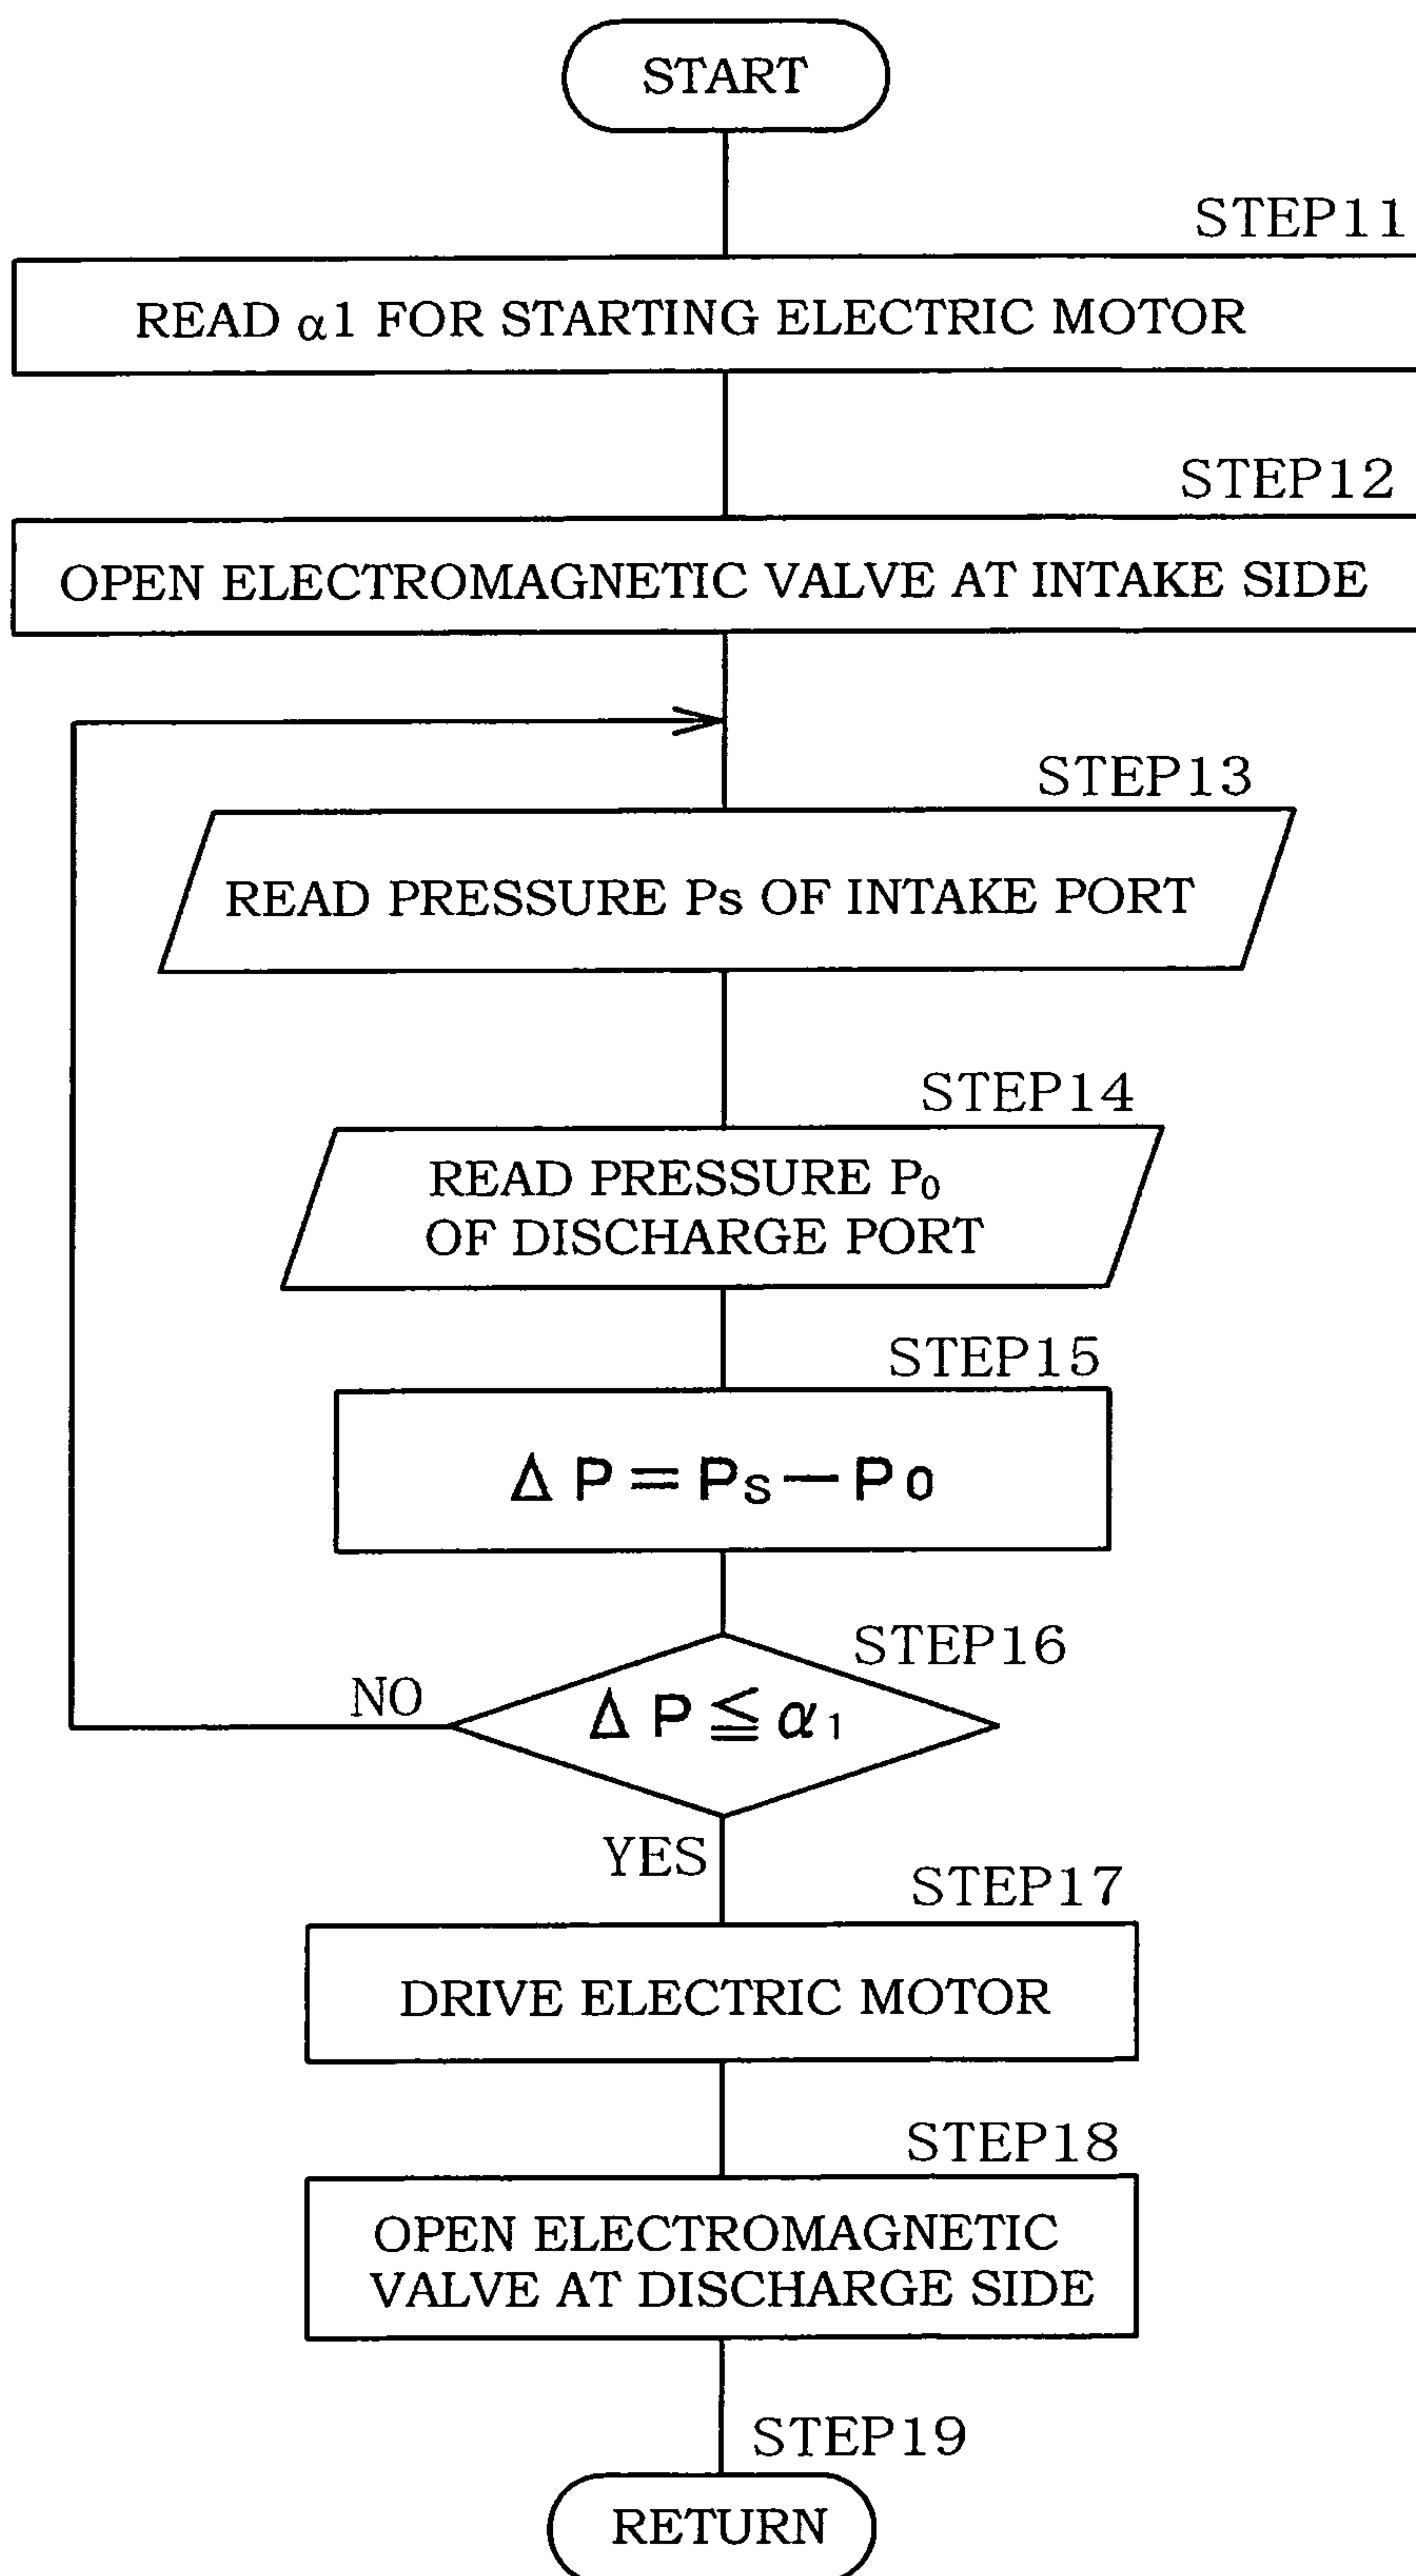 START
STEP11
READ α1 FOR STARTING ELECTRIC MOTOR
STEP12
OPEN ELECTROMAGNETIC VALVE AT INTAKE SIDE
STEP13
READ PRESSURE Ps OF INTAKE PORT
STEP14
READ PRESSURE P₀
OF DISCHARGE PORT
STEP15
Δ P = Ps − P₀
STEP16
Δ P ≦ α₁
NO
YES
STEP17
DRIVE ELECTRIC MOTOR
STEP18
OPEN ELECTROMAGNETIC
VALVE AT DISCHARGE SIDE
STEP19
RETURN